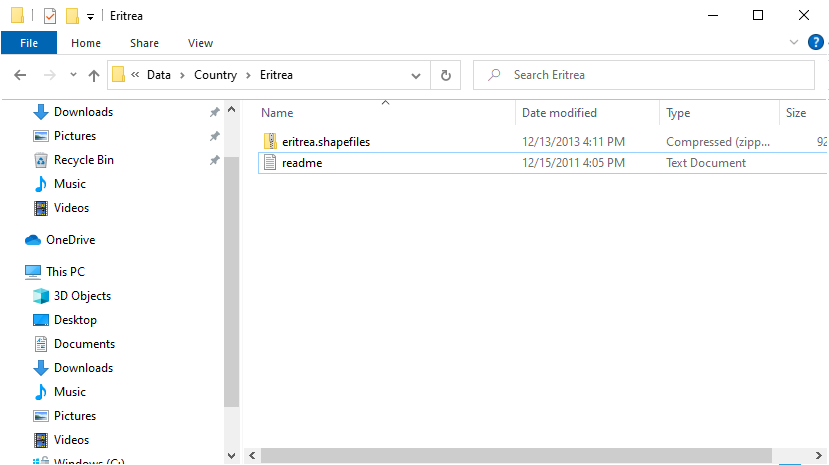 Eritrea
File Home Share View
« Data > Country > Eritrea
Search Eritrea
Name Date modified Type Size
eritrea.shapefiles 12/13/2013 4:11 PM Compressed (zipp... 92
readme 12/15/2011 4:05 PM Text Document
Downloads
Pictures
Recycle Bin
Music
Videos
OneDrive
This PC
3D Objects
Desktop
Documents
Downloads
Music
Pictures
Videos
Windows (C:)